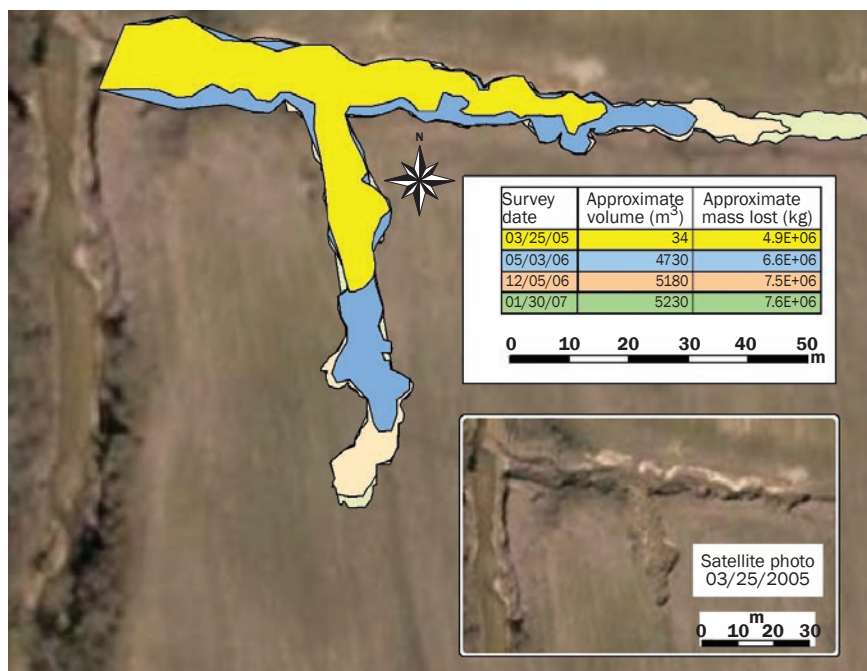 N
Survey date Approximate volume (m³) Approximate mass lost (kg)
03/25/05 34 4.9E+06
05/03/06 4730 6.6E+06
12/05/06 5180 7.5E+06
01/30/07 5230 7.6E+06
0 10 20 30 40 50
m
Satellite photo
03/25/2005
m
0 10 20 30